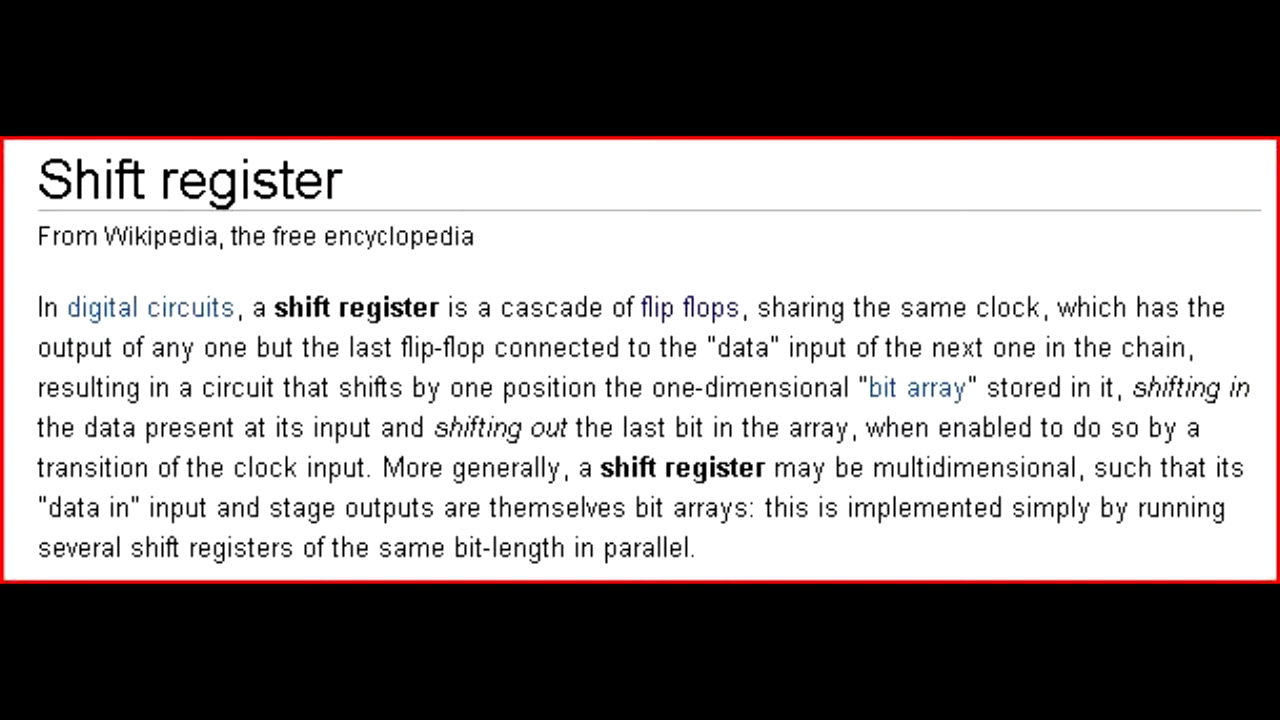 Shift register
From Wikipedia, the free encyclopedia
In digital circuits, a shift register is a cascade of flip flops, sharing the same clock, which has the
output of any one but the last flip-flop connected to the "data" input of the next one in the chain,
resulting in a circuit that shifts by one position the one-dimensional "bit array" stored in it, shifting in
the data present at its input and shifting out the last bit in the array, when enabled to do so by a
transition of the clock input. More generally, a shift register may be multidimensional, such that its
"data in" input and stage outputs are themselves bit arrays: this is implemented simply by running
several shift registers of the same bit-length in parallel.